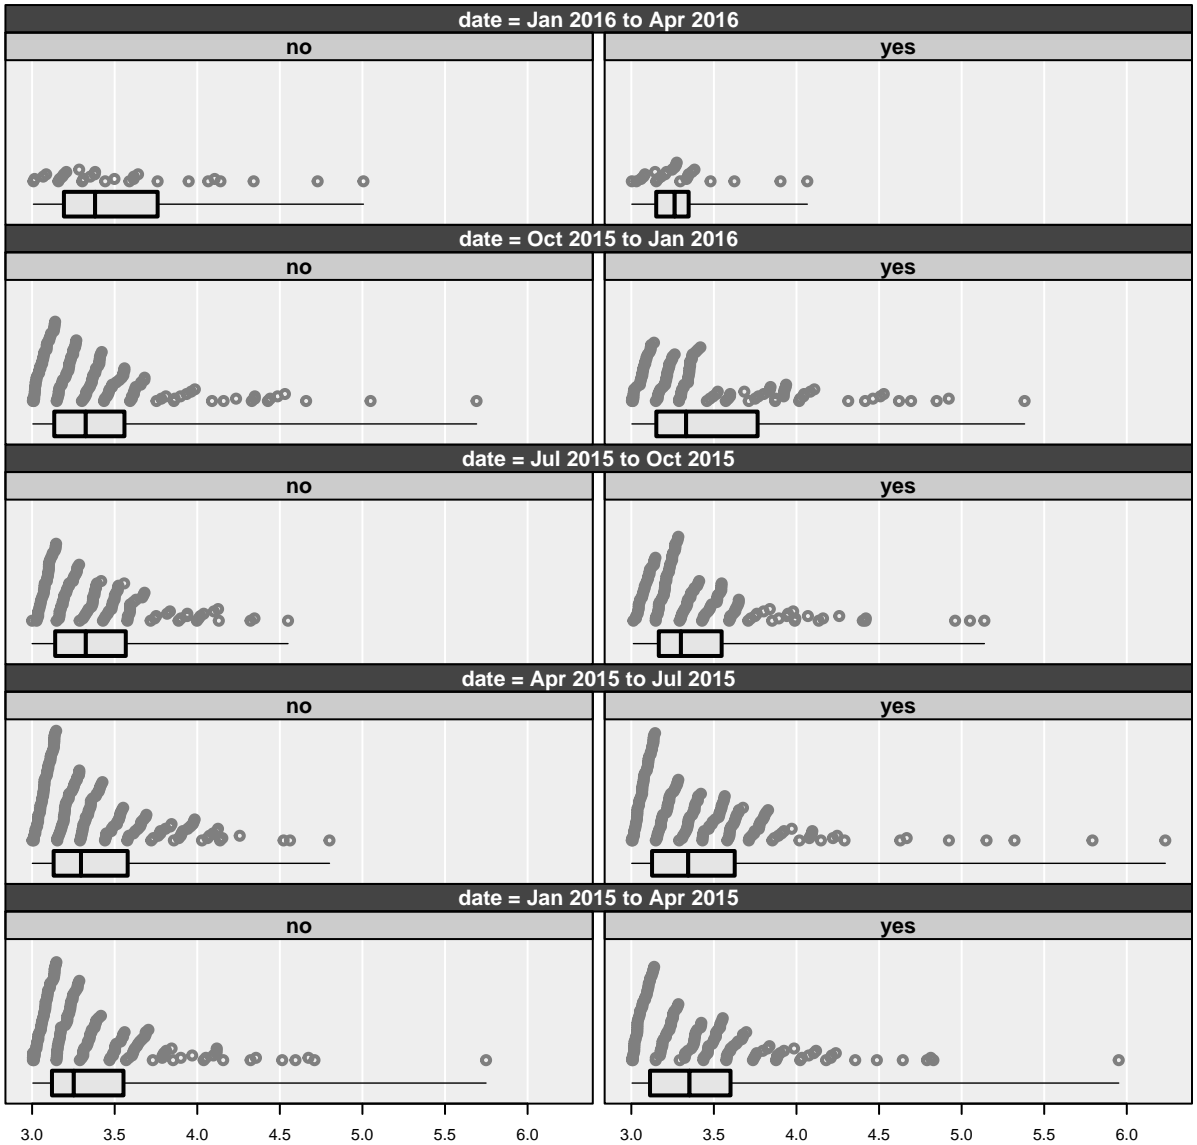 date = Jan 2016 to Apr 2016
no yes
date = Oct 2015 to Jan 2016
no yes
date = Jul 2015 to Oct 2015
no yes
date = Apr 2015 to Jul 2015
no yes
date = Jan 2015 to Apr 2015
no yes
3.0 3.5 4.0 4.5 5.0 5.5 6.0 3.0 3.5 4.0 4.5 5.0 5.5 6.0